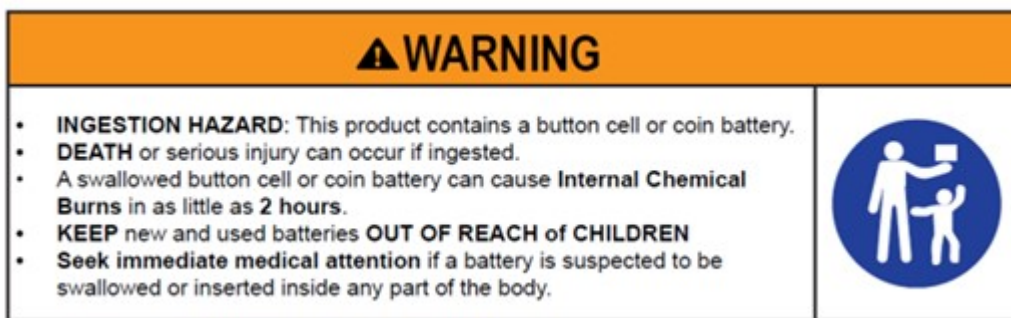 ⚠WARNING
• INGESTION HAZARD: This product contains a button cell or coin battery.
• DEATH or serious injury can occur if ingested.
• A swallowed button cell or coin battery can cause Internal Chemical
Burns in as little as 2 hours.
• KEEP new and used batteries OUT OF REACH of CHILDREN
• Seek immediate medical attention if a battery is suspected to be
swallowed or inserted inside any part of the body.